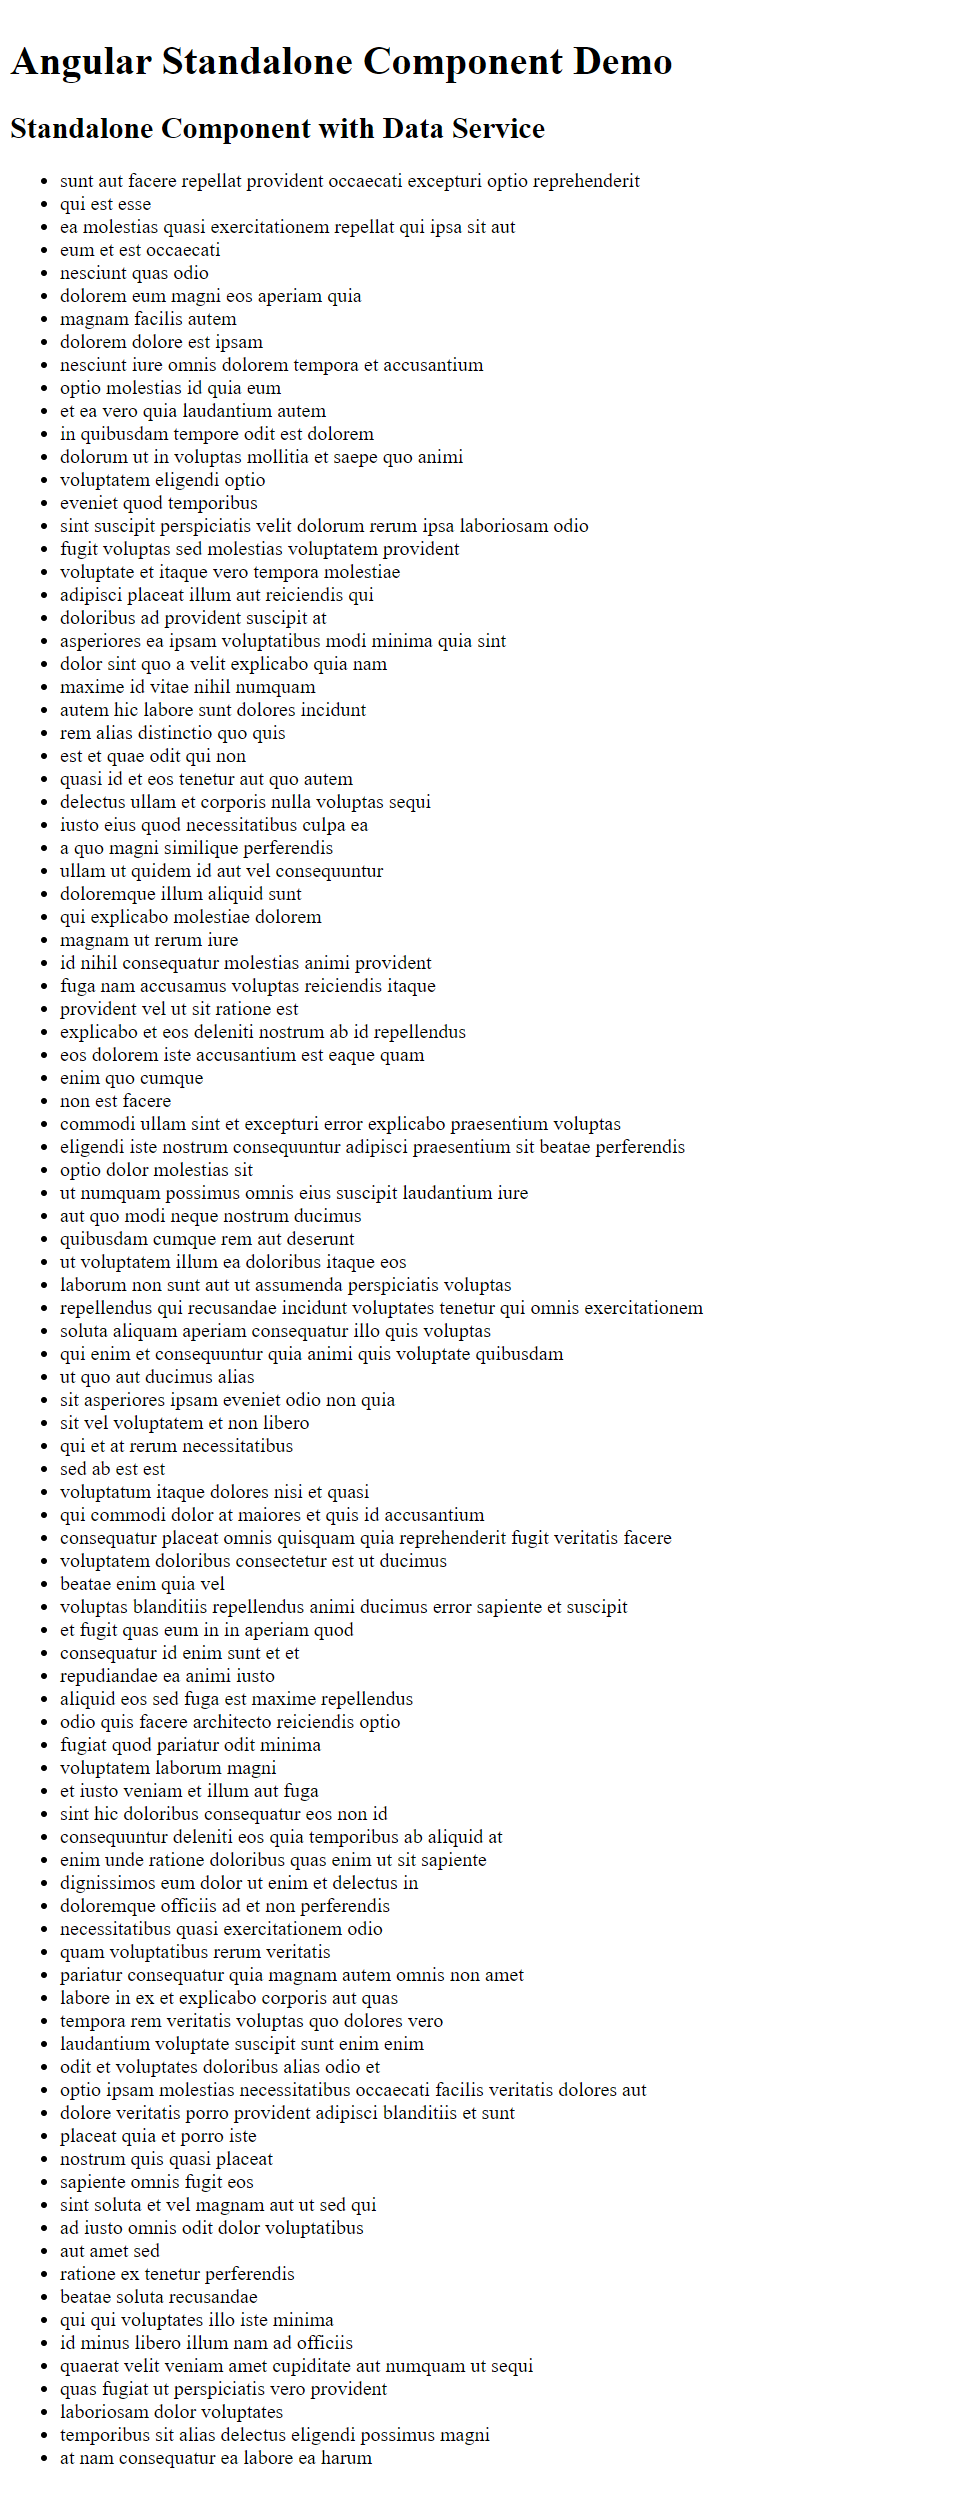 Angular Standalone Component Demo
Standalone Component with Data Service
sunt aut facere repellat provident occaecati excepturi optio reprehenderit
qui est esse
ea molestias quasi exercitationem repellat qui ipsa sit aut
eum et est occaecati
nesciunt quas odio
dolorem eum magni eos aperiam quia
magnam facilis autem
dolorem dolore est ipsam
nesciunt iure omnis dolorem tempora et accusantium
optio molestias id quia eum
et ea vero quia laudantium autem
in quibusdam tempore odit est dolorem
dolorum ut in voluptas mollitia et saepe quo animi
voluptatem eligendi optio
eveniet quod temporibus
sint suscipit perspiciatis velit dolorum rerum ipsa laboriosam odio
fugit voluptas sed molestias voluptatem provident
voluptate et itaque vero tempora molestiae
adipisci placeat illum aut reiciendis qui
doloribus ad provident suscipit at
asperiores ea ipsam voluptatibus modi minima quia sint
dolor sint quo a velit explicabo quia nam
maxime id vitae nihil numquam
autem hic labore sunt dolores incidunt
rem alias distinctio quo quis
est et quae odit qui non
quasi id et eos tenetur aut quo autem
delectus ullam et corporis nulla voluptas sequi
iusto eius quod necessitatibus culpa ea
a quo magni similique perferendis
ullam ut quidem id aut vel consequuntur
doloremque illum aliquid sunt
qui explicabo molestiae dolorem
magnam ut rerum iure
id nihil consequatur molestias animi provident
fuga nam accusamus voluptas reiciendis itaque
provident vel ut sit ratione est
explicabo et eos deleniti nostrum ab id repellendus
eos dolorem iste accusantium est eaque quam
enim quo cumque
non est facere
commodi ullam sint et excepturi error explicabo praesentium voluptas
eligendi iste nostrum consequuntur adipisci praesentium sit beatae perferendis
optio dolor molestias sit
ut numquam possimus omnis eius suscipit laudantium iure
aut quo modi neque nostrum ducimus
quibusdam cumque rem aut deserunt
ut voluptatem illum ea doloribus itaque eos
laborum non sunt aut ut assumenda perspiciatis voluptas
repellendus qui recusandae incidunt voluptates tenetur qui omnis exercitationem
soluta aliquam aperiam consequatur illo quis voluptas
qui enim et consequuntur quia animi quis voluptate quibusdam
ut quo aut ducimus alias
sit asperiores ipsam eveniet odio non quia
sit vel voluptatem et non libero
qui et at rerum necessitatibus
sed ab est est
voluptatum itaque dolores nisi et quasi
qui commodi dolor at maiores et quis id accusantium
consequatur placeat omnis quisquam quia reprehenderit fugit veritatis facere
voluptatem doloribus consectetur est ut ducimus
beatae enim quia vel
voluptas blanditiis repellendus animi ducimus error sapiente et suscipit
et fugit quas eum in in aperiam quod
consequatur id enim sunt et et
repudiandae ea animi iusto
aliquid eos sed fuga est maxime repellendus
odio quis facere architecto reiciendis optio
fugiat quod pariatur odit minima
voluptatem laborum magni
et iusto veniam et illum aut fuga
sint hic doloribus consequatur eos non id
consequuntur deleniti eos quia temporibus ab aliquid at
enim unde ratione doloribus quas enim ut sit sapiente
dignissimos eum dolor ut enim et delectus in
doloremque officiis ad et non perferendis
necessitatibus quasi exercitationem odio
quam voluptatibus rerum veritatis
pariatur consequatur quia magnam autem omnis non amet
labore in ex et explicabo corporis aut quas
tempora rem veritatis voluptas quo dolores vero
laudantium voluptate suscipit sunt enim enim
odit et voluptates doloribus alias odio et
optio ipsam molestias necessitatibus occaecati facilis veritatis dolores aut
dolore veritatis porro provident adipisci blanditiis et sunt
placeat quia et porro iste
nostrum quis quasi placeat
sapiente omnis fugit eos
sint soluta et vel magnam aut ut sed qui
ad iusto omnis odit dolor voluptatibus
aut amet sed
ratione ex tenetur perferendis
beatae soluta recusandae
qui qui voluptates illo iste minima
id minus libero illum nam ad officiis
quaerat velit veniam amet cupiditate aut numquam ut sequi
quas fugiat ut perspiciatis vero provident
laboriosam dolor voluptates
temporibus sit alias delectus eligendi possimus magni
at nam consequatur ea labore ea harum